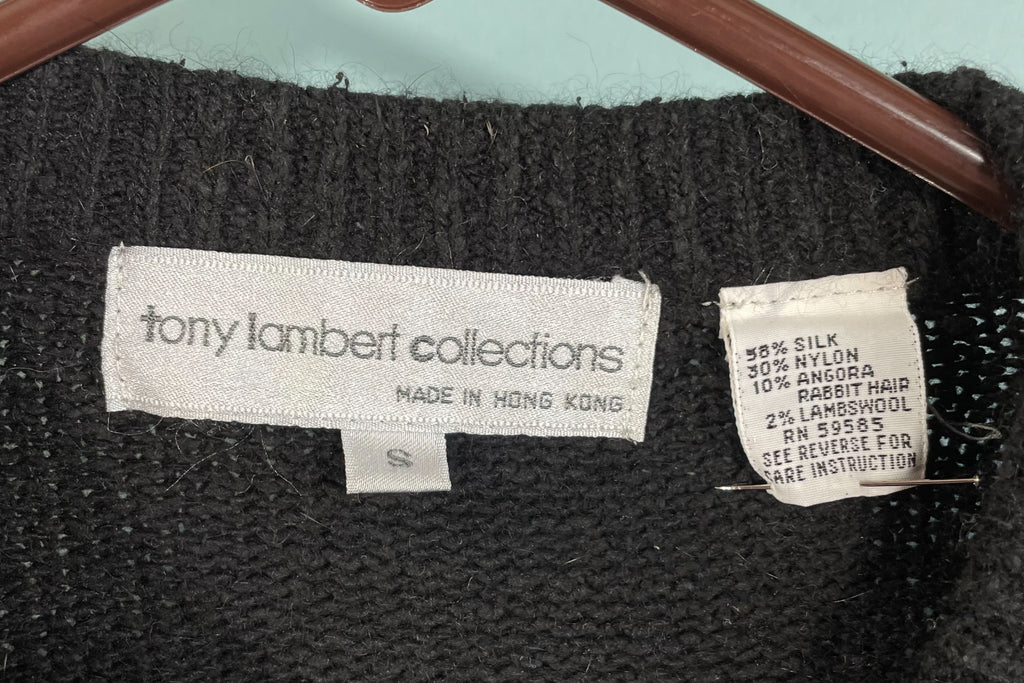 tony lambert collections
MADE IN HONG KONG
S
58% SILK
30% NYLON
10% ANGORA
RABBIT HAIR
2% LAMBSWOOL
RN 59585
SEE REVERSE FOR
CARE INSTRUCTION